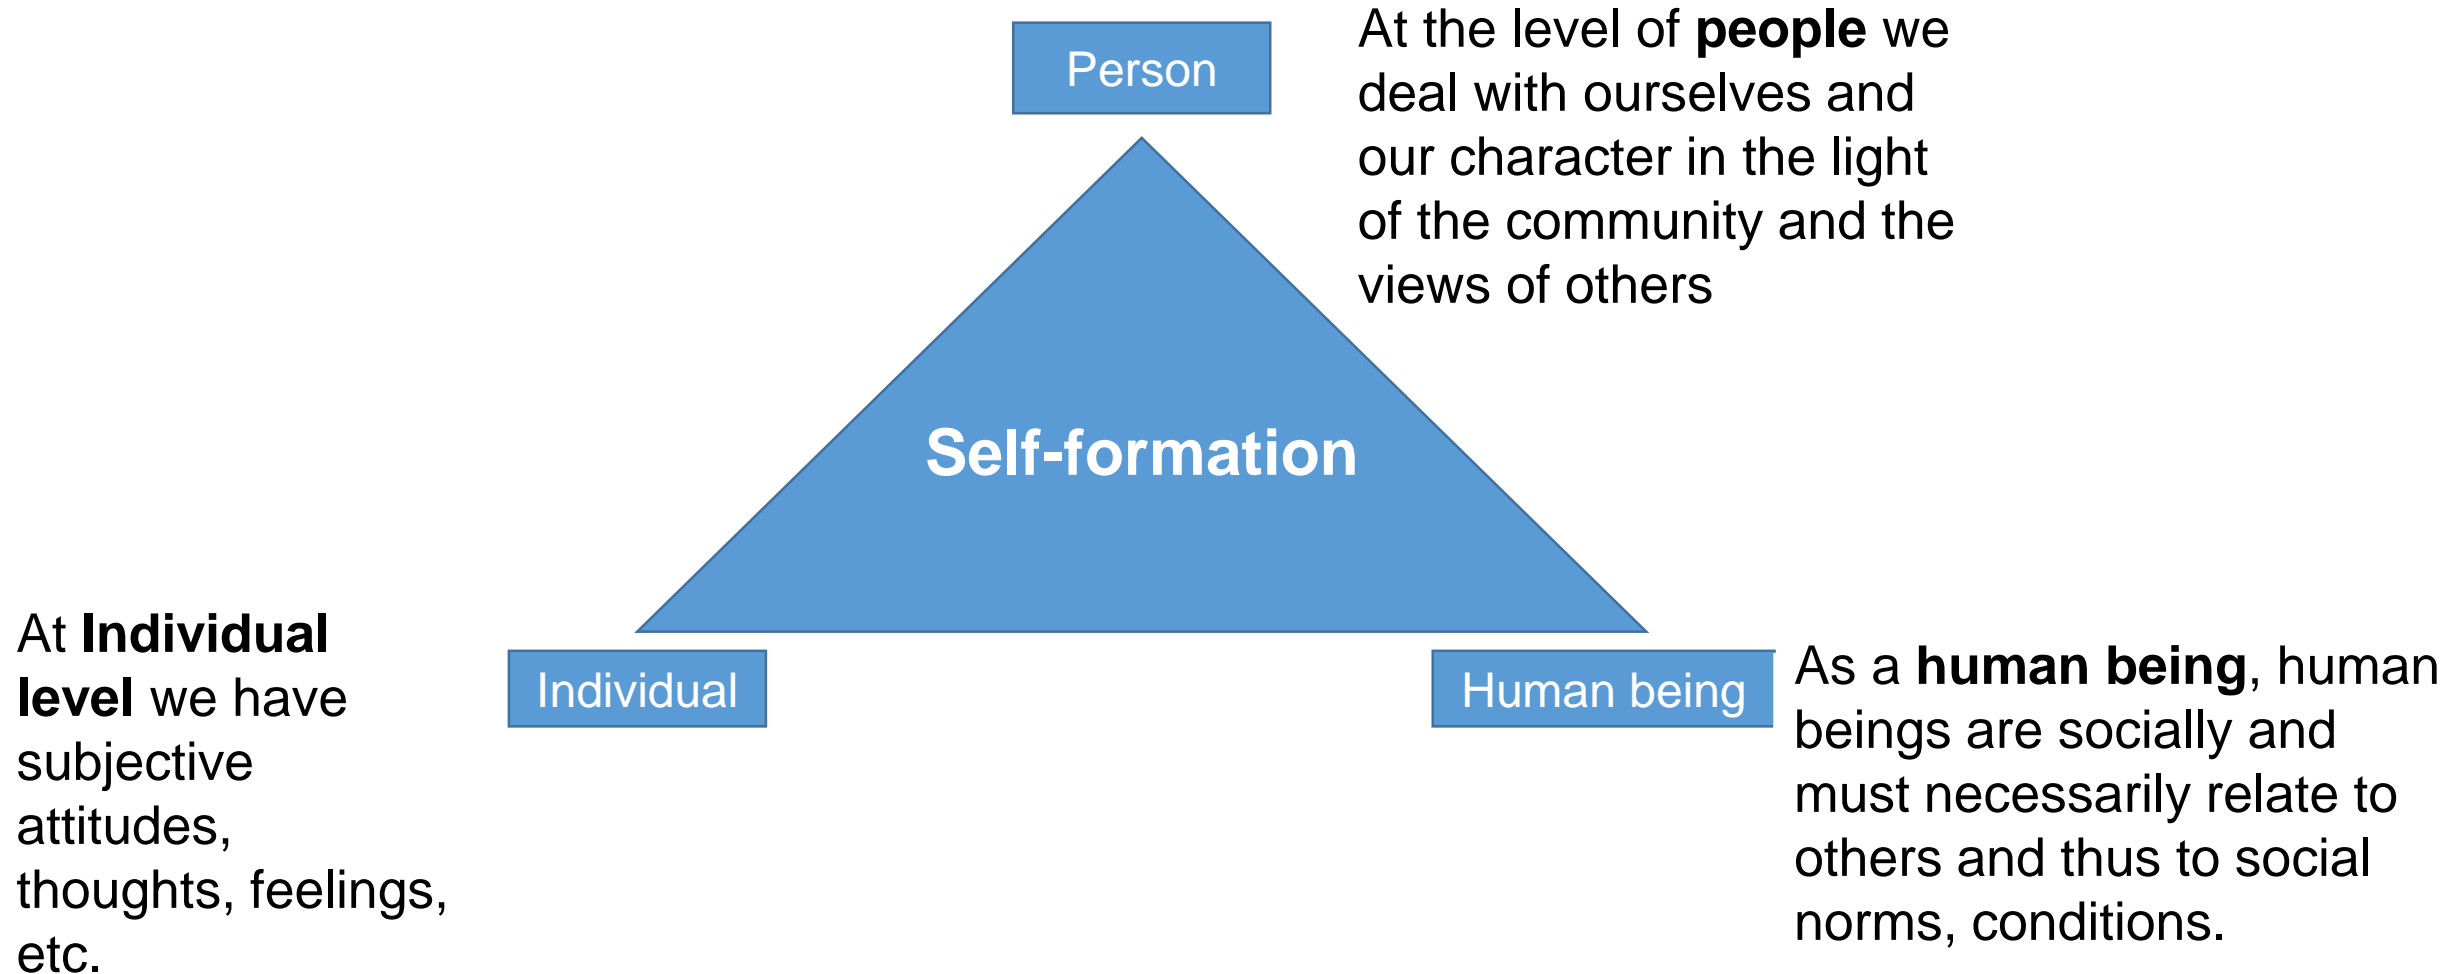 Person
At the level of people we
deal with ourselves and
our character in the light
of the community and the
views of others
Self-formation
At Individual
level we have
subjective
attitudes,
thoughts, feelings,
etc.
Individual
Human being
As a human being, human
beings are socially and
must necessarily relate to
others and thus to social
norms, conditions.